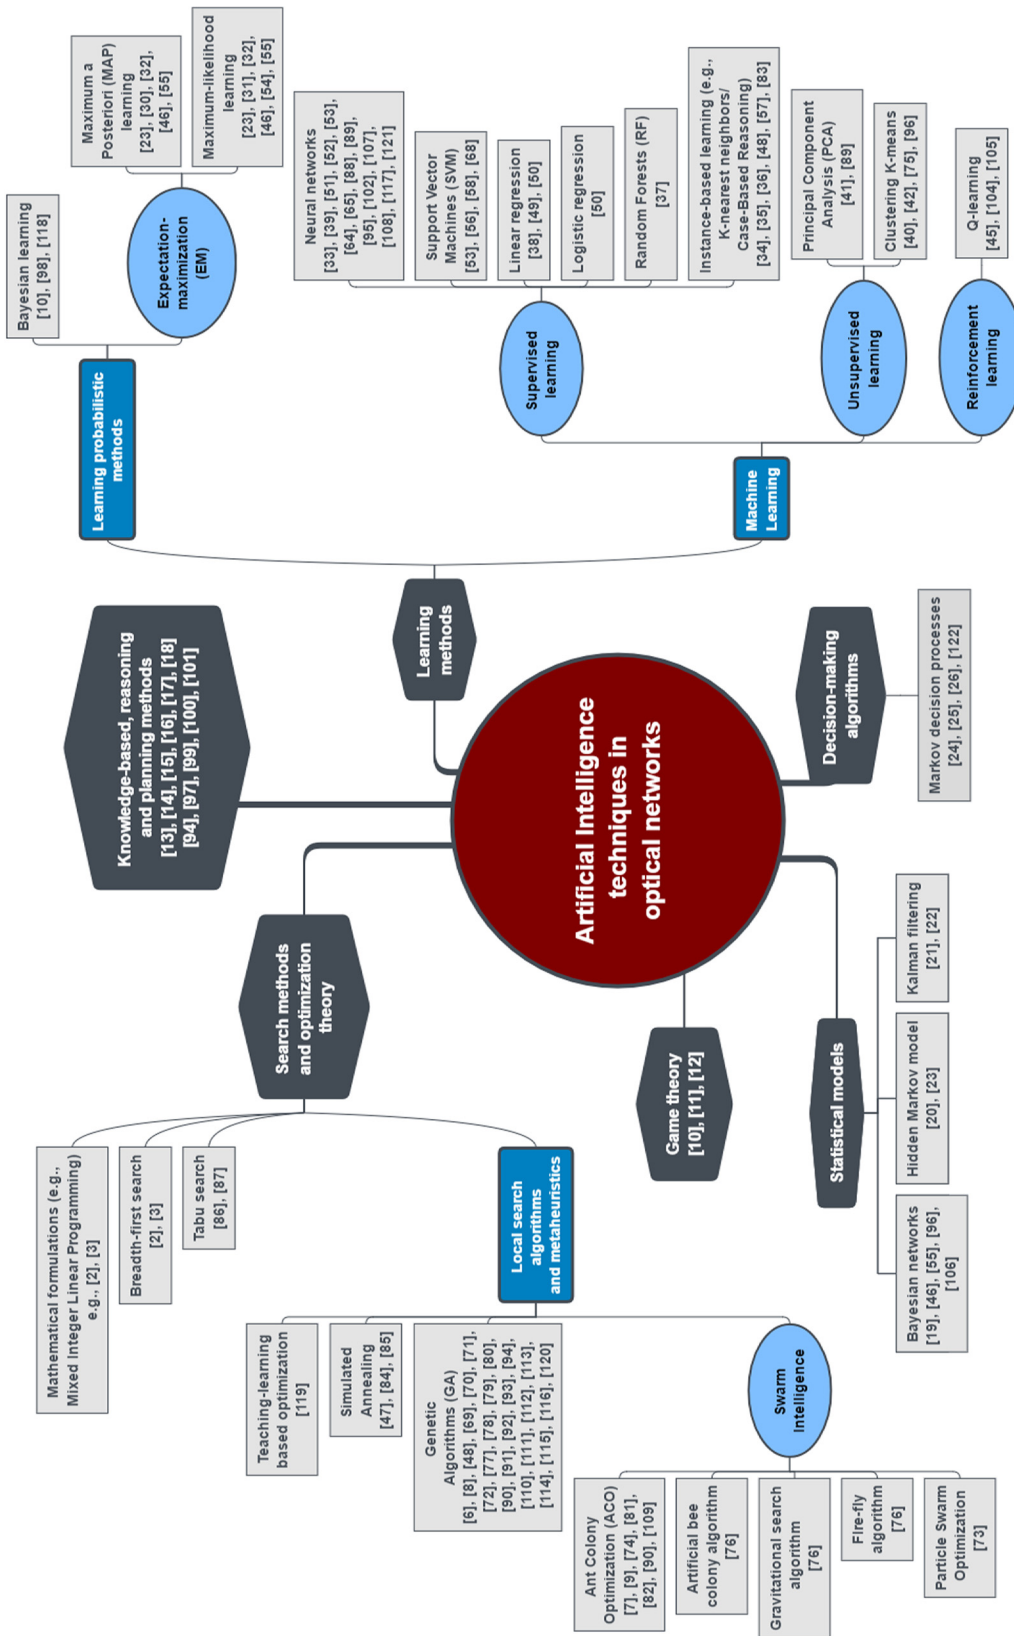 Artificial Intelligence
techniques in
optical networks
Knowledge-based, reasoning
and planning methods
[13], [14], [15], [16], [17], [18]
[94], [97], [99], [100], [101]
Search methods
and optimization
theory
Mathematical formulations (e.g.,
Mixed Integer Linear Programming)
e.g., [2], [3]
Breadth-first search
[2], [3]
Tabu search
[86], [87]
Local search
algorithms
and metaheuristics
Teaching-learning
based optimization
[119]
Simulated
Annealing
[47], [84], [85]
Genetic
Algorithms (GA)
[6], [8], [48], [69], [70], [71],
[72], [77], [78], [79], [80],
[90], [91], [92], [93], [94]
[110], [111], [112], [113],
[114], [115], [116], [120]
Swarm
Intelligence
Ant Colony
Optimization (ACO)
[7], [9], [74], [81],
[82], [90], [109]
Artificial bee
colony algorithm
[76]
Gravitational search
algorithm
[76]
Fire-fly
algorithm
[76]
Particle Swarm
Optimization
[73]
Game theory
[10], [11], [12]
Statistical models
Bayesian networks
[19], [46], [55], [96],
[106]
Hidden Markov model
[20], [23]
Kalman filtering
[21], [22]
Decision-making
algorithms
Markov decision processes
[24], [25], [26], [122]
Learning
methods
Learning probabilistic
methods
Bayesian learning
[10], [98], [118]
Expectation-
maximization
(EM)
Maximum a
Posteriori (MAP)
learning
[23], [30], [32],
[46], [55]
Maximum-likelihood
learning
[23], [31], [32],
[46], [54], [55]
Machine
Learning
Supervised
learning
Neural networks
[33], [39], [51], [52], [53],
[64], [65], [88], [89],
[95], [102], [107],
[108], [117], [121]
Support Vector
Machines (SVM)
[53], [56], [58], [68]
Linear regression
[38], [49], [50]
Logistic regression
[50]
Random Forests (RF)
[37]
Instance-based learning (e.g.,
K-nearest neighbors/
Case-Based Reasoning)
[34], [35], [36], [48], [57], [83]
Unsupervised
learning
Principal Component
Analysis (PCA)
[41], [89]
Clustering K-means
[40], [42], [75], [96]
Reinforcement
learning
Q-learning
[45], [104], [105]